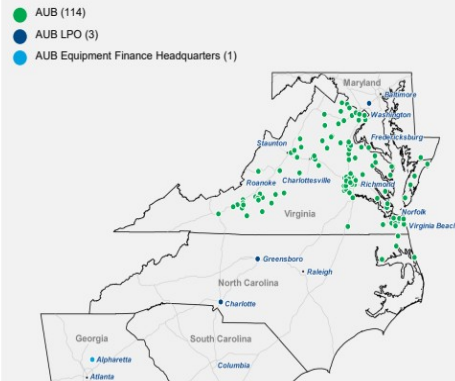 AUB (114)
AUB LPO (3)
AUB Equipment Finance Headquarters (1)
Maryland
Baltimore
Washington
Fredericksburg
Staunton
Charlottesville
Roanoke
Richmond
Virginia
Norfolk
Virginia Beach
Greensboro
Raleigh
North Carolina
Charlotte
Georgia
South Carolina
Alpharetta
Columbia
Atlanta